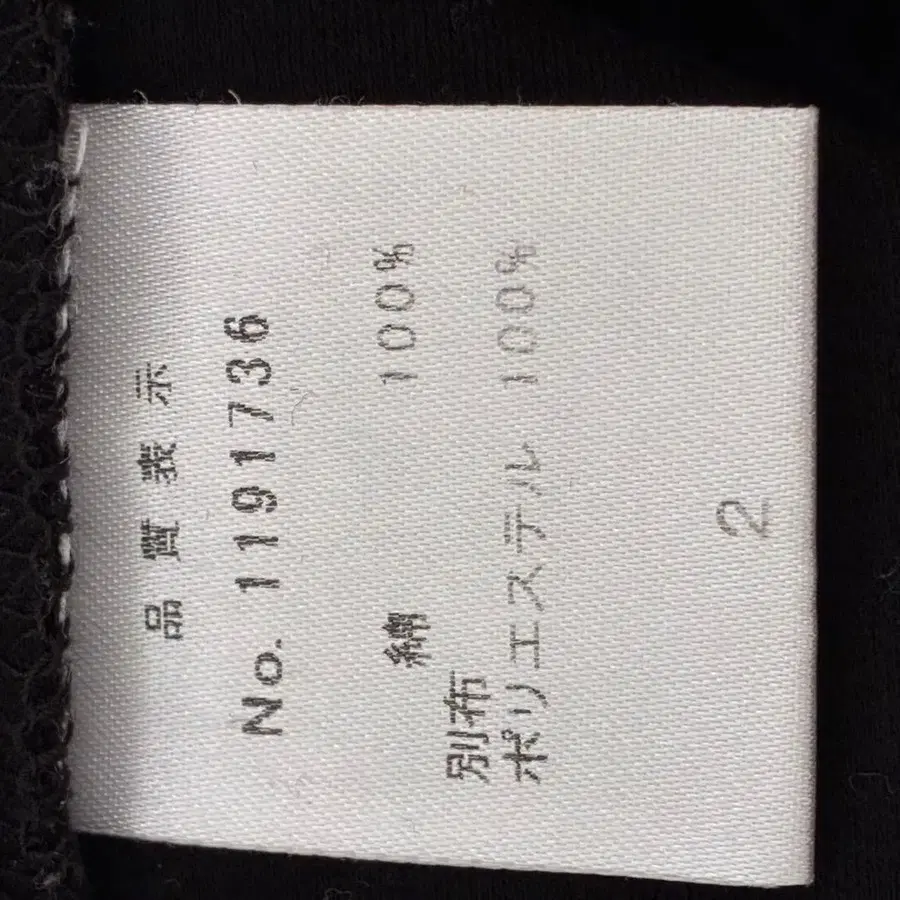 品質表示
No. 1191736
綿 100%
別布
ポリエステル 100%
2